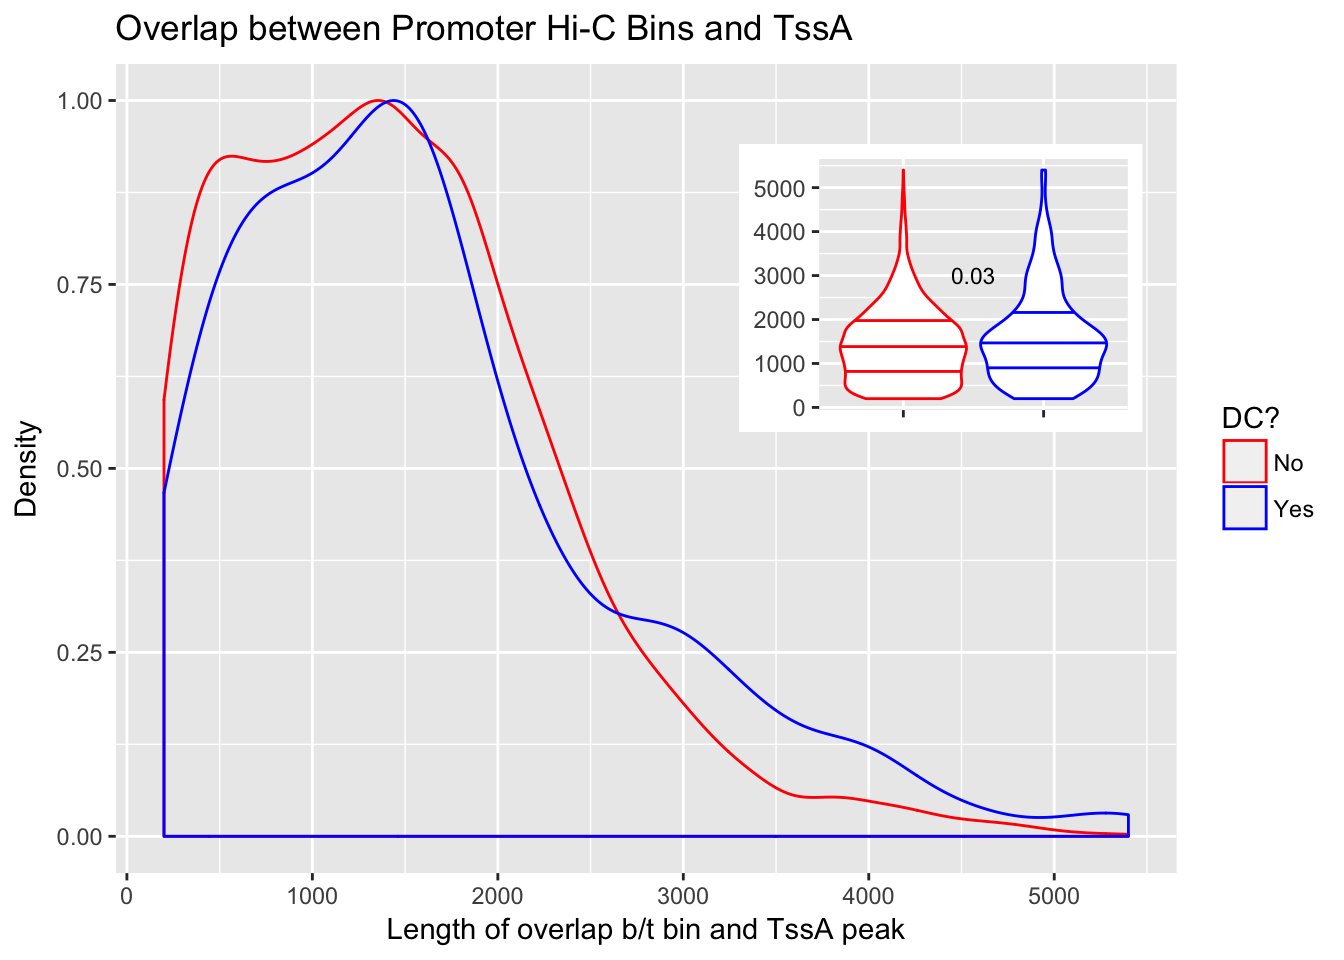 Overlap between Promoter Hi-C Bins and TssA
Density
1.00
0.75
0.50
0.25
0.00
0 1000 2000 3000 4000 5000
Length of overlap b/t bin and TssA peak
5000
4000
3000
2000
1000
0
0.03
DC?
No
Yes